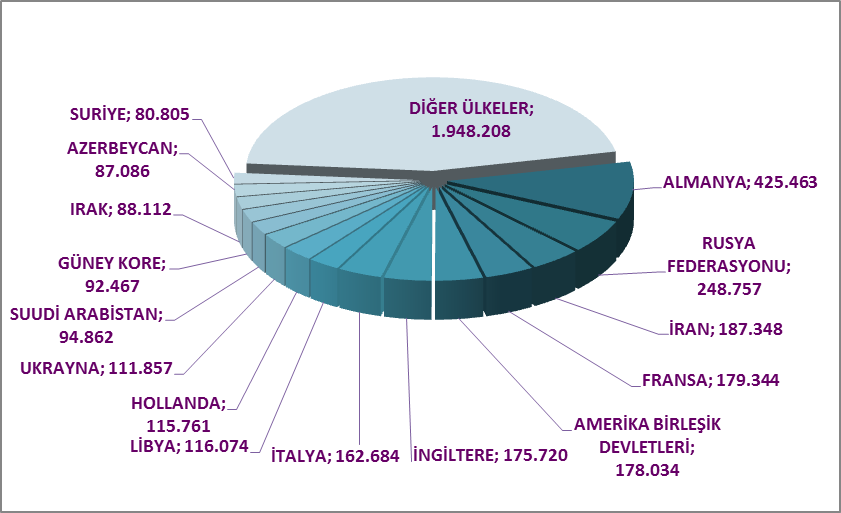 DİĞER ÜLKELER;
1.948.208
ALMANYA; 425.463
RUSYA
FEDERASYONU;
248.757
İRAN; 187.348
FRANSA; 179.344
AMERİKA BİRLEŞİK
DEVLETLERİ;
178.034
İNGİLTERE; 175.720
İTALYA; 162.684
LİBYA; 116.074
HOLLANDA;
115.761
UKRAYNA; 111.857
SUUDİ ARABİSTAN;
94.862
GÜNEY KORE;
92.467
IRAK; 88.112
AZERBEYCAN;
87.086
SURİYE; 80.805